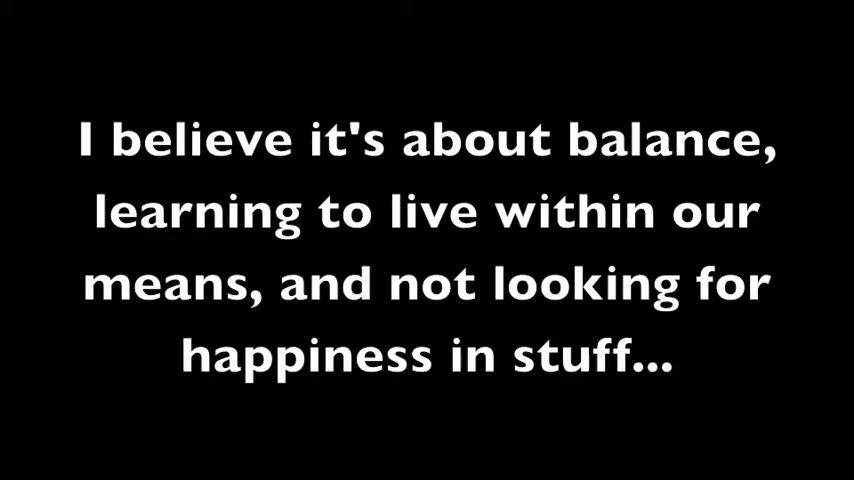 I believe it's about balance,
learning to live within our
means, and not looking for
happiness in stuff...